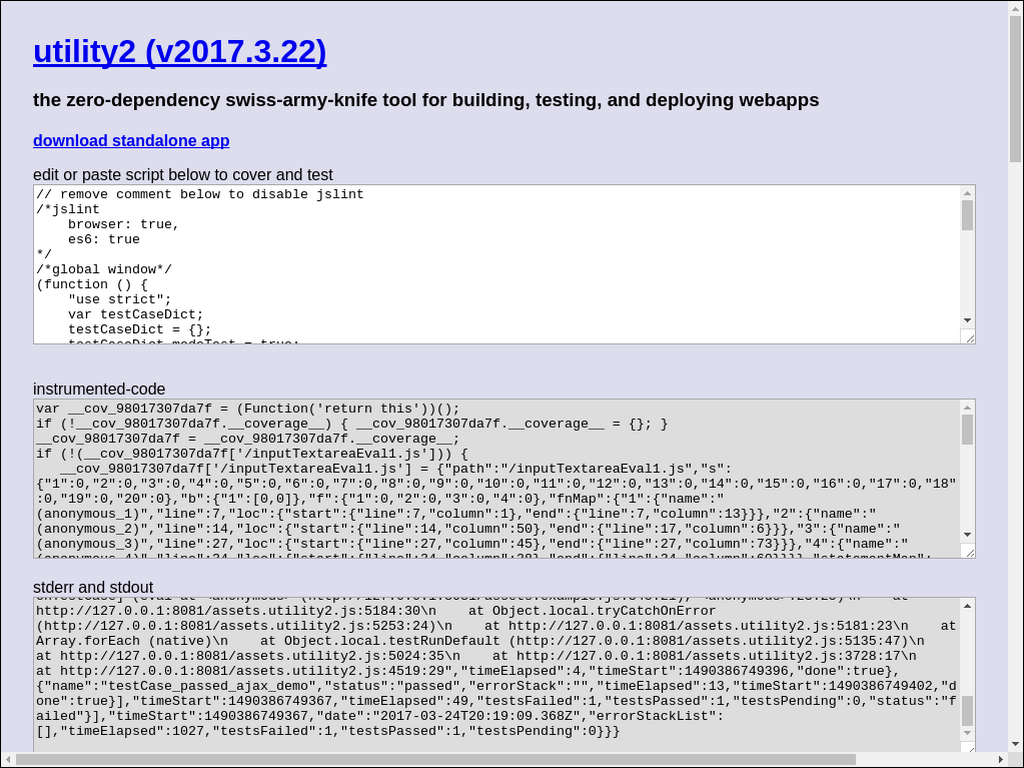 utility2 (v2017.3.22)
the zero-dependency swiss-army-knife tool for building, testing, and deploying webapps
download standalone app
edit or paste script below to cover and test
// remove comment below to disable jslint
/*jslint
    browser: true,
    es6: true
*/
/*global window*/
(function () {
    "use strict";
    var testCaseDict;
    testCaseDict = {};
    testCaseDict.modeTest = true;
instrumented-code
var __cov_98017307da7f = (Function('return this'))();
if (!__cov_98017307da7f.__coverage__) { __cov_98017307da7f.__coverage__ = {}; }
__cov_98017307da7f = __cov_98017307da7f.__coverage__;
if (!(__cov_98017307da7f['/inputTextareaEval1.js'])) {
   __cov_98017307da7f['/inputTextareaEval1.js'] = {"path":"/inputTextareaEval1.js","s":
{"1":0,"2":0,"3":0,"4":0,"5":0,"6":0,"7":0,"8":0,"9":0,"10":0,"11":0,"12":0,"13":0,"14":0,"15":0,"16":0,"17":0,"18"
:0,"19":0,"20":0},"b":{"1":[0,0]},"f":{"1":0,"2":0,"3":0,"4":0},"fnMap":{"1":{"name":"
(anonymous_1)","line":7,"loc":{"start":{"line":7,"column":1},"end":{"line":7,"column":13}}},"2":{"name":"
(anonymous_2)","line":14,"loc":{"start":{"line":14,"column":50},"end":{"line":17,"column":6}}},"3":{"name":"
(anonymous_3)","line":27,"loc":{"start":{"line":27,"column":45},"end":{"line":27,"column":73}}},"4":{"name":"
stderr and stdout
http://127.0.0.1:8081/assets.utility2.js:5184:30\n    at Object.local.tryCatchOnError
(http://127.0.0.1:8081/assets.utility2.js:5253:24)\n    at http://127.0.0.1:8081/assets.utility2.js:5181:23\n    at
Array.forEach (native)\n    at Object.local.testRunDefault (http://127.0.0.1:8081/assets.utility2.js:5135:47)\n
at http://127.0.0.1:8081/assets.utility2.js:5024:35\n    at http://127.0.0.1:8081/assets.utility2.js:3728:17\n
at http://127.0.0.1:8081/assets.utility2.js:4519:29","timeElapsed":4,"timeStart":1490386749396,"done":true},
{"name":"testCase_passed_ajax_demo","status":"passed","errorStack":"","timeElapsed":13,"timeStart":1490386749402,"d
one":true}],"timeStart":1490386749367,"timeElapsed":49,"testsFailed":1,"testsPassed":1,"testsPending":0,"status":"f
ailed"}],"timeStart":1490386749367,"date":"2017-03-24T20:19:09.368Z","errorStackList":
[],"timeElapsed":1027,"testsFailed":1,"testsPassed":1,"testsPending":0}}}